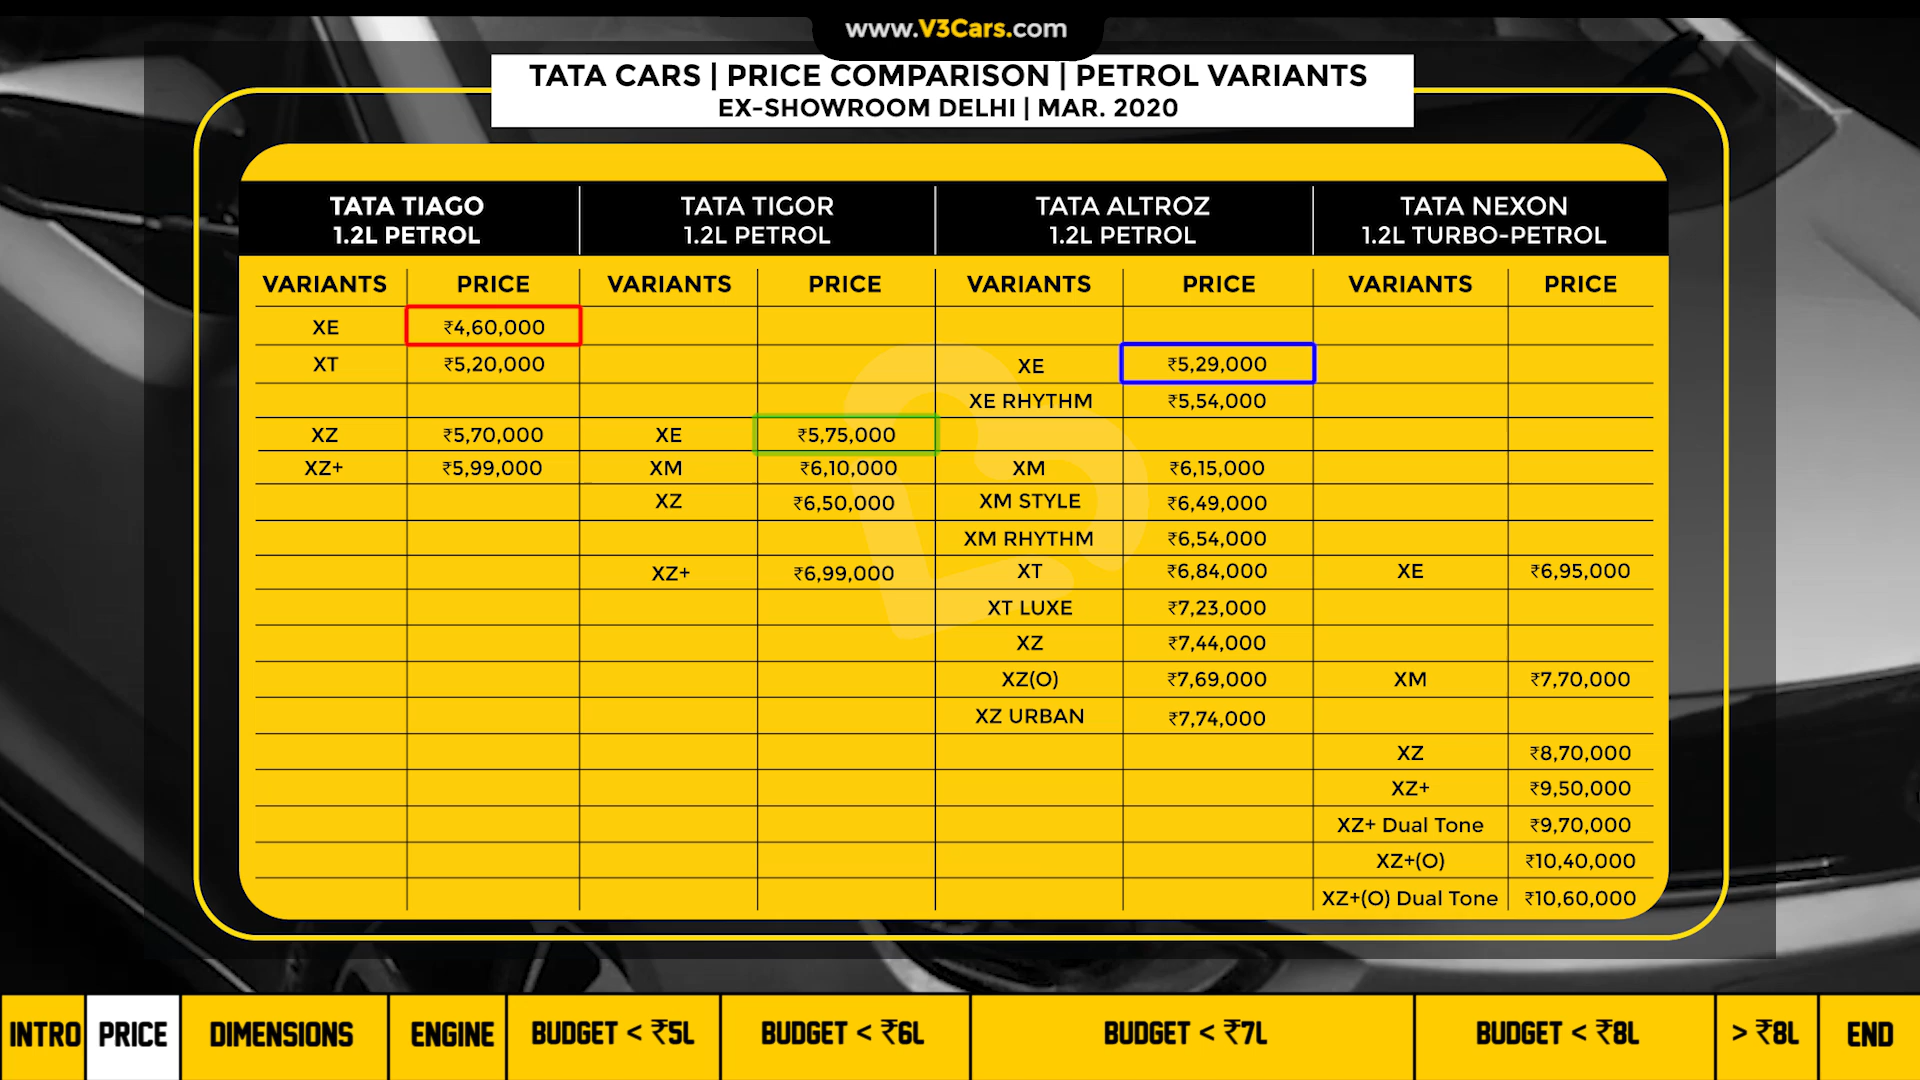 www.V3Cars.com
TATA CARS | PRICE COMPARISON | PETROL VARIANTS
EX-SHOWROOM DELHI | MAR. 2020
TATA TIAGO TATA TIGOR TATA ALTROZ TATA NEXON
1.2L PETROL 1.2L PETROL 1.2L PETROL 1.2L TURBO-PETROL
VARIANTS PRICE VARIANTS PRICE VARIANTS PRICE VARIANTS PRICE
XE ₹4,60,000
XT ₹5,20,000 XE ₹5,29,000
XE RHYTHM ₹5,54,000
XZ ₹5,70,000 XE ₹5,75,000
XZ+ ₹5,99,000 XM ₹6,10,000 XM ₹6,15,000
XZ ₹6,50,000 XM STYLE ₹6,49,000
XM RHYTHM ₹6,54,000
XZ+ ₹6,99,000 XT ₹6,84,000 XE ₹6,95,000
XT LUXE ₹7,23,000
XZ ₹7,44,000
XZ(O) ₹7,69,000 XM ₹7,70,000
XZ URBAN ₹7,74,000
XZ ₹8,70,000
XZ+ ₹9,50,000
XZ+ Dual Tone ₹9,70,000
XZ+(O) ₹10,40,000
XZ+(O) Dual Tone ₹10,60,000
INTRO PRICE DIMENSIONS ENGINE BUDGET < ₹5L BUDGET < ₹6L BUDGET < ₹7L BUDGET < ₹8L > ₹8L END